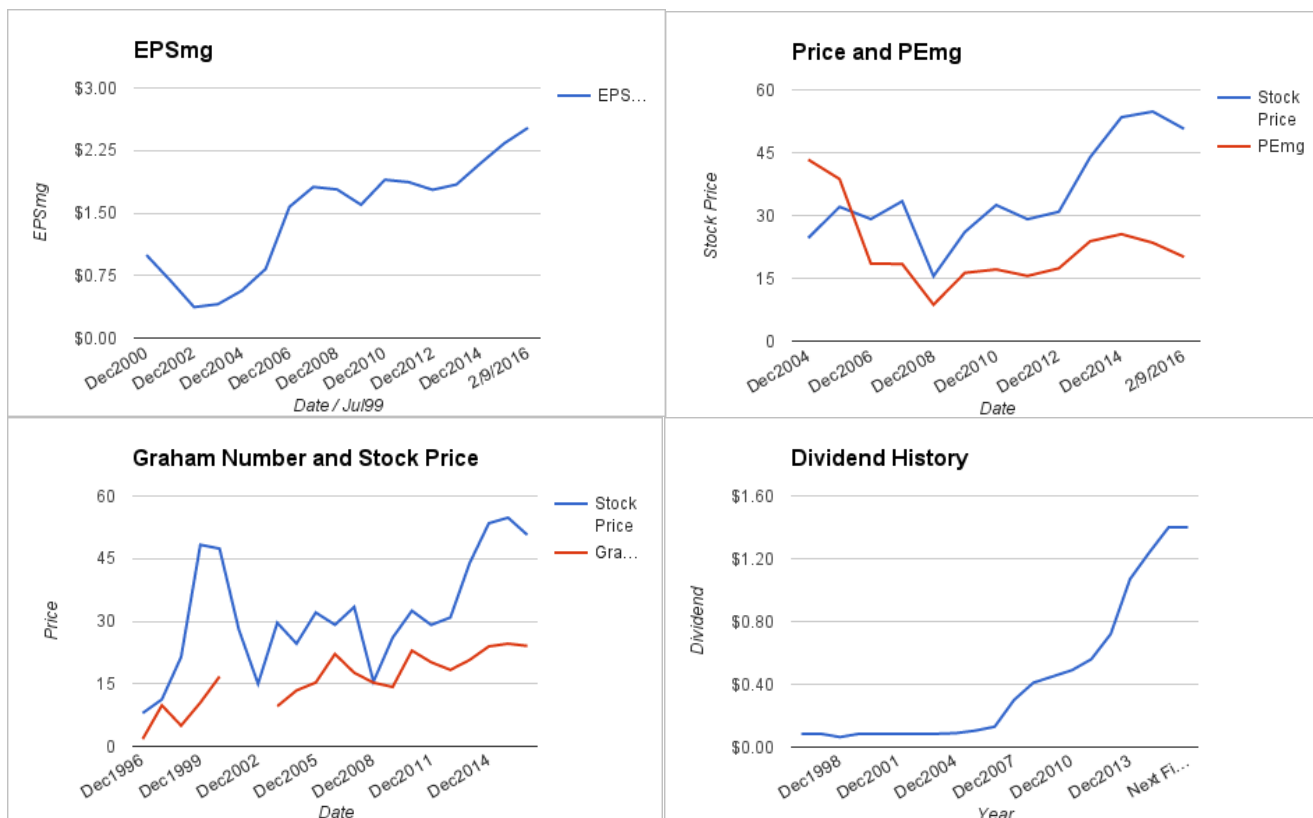 EPSmg
$3.00
$2.25
$1.50
$0.75
$0.00
EPSmg
EPS...
Dec2000
Dec2002
Dec2004
Dec2006
Dec2008
Dec2010
Dec2012
Dec2014
2/9/2016
Date / Jul99
Price and PEmg
60
45
30
15
0
Stock Price
Stock
Price
PEmg
Dec2004
Dec2006
Dec2008
Dec2010
Dec2012
Dec2014
2/9/2016
Date
Graham Number and Stock Price
60
45
30
15
0
Price
Stock
Price
Gra...
Dec1996
Dec1999
Dec2002
Dec2005
Dec2008
Dec2011
Dec2014
Date
Dividend History
$1.60
$1.20
$0.80
$0.40
$0.00
Dividend
Dec1998
Dec2001
Dec2004
Dec2007
Dec2010
Dec2013
Next Fi...
Year